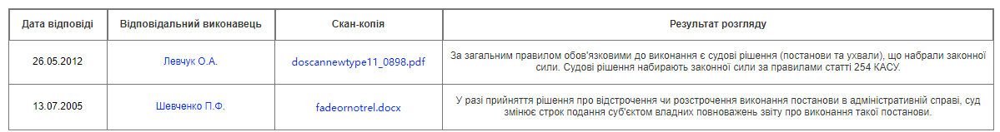 Дата відповіді Відповідальний виконавець Скан-копія Результат розгляду
26.05.2012 Левчук О.А. doscannewtype11_0898.pdf За загальним правилом обов'язковими до виконання є судові рішення (постанови та ухвали), що набрали законної
сили. Судові рішення набирають законної сили за правилами статті 254 КАСУ.
13.07.2005 Шевченко П.Ф. fadeornotrel.docx У разі прийняття рішення про відстрочення чи розстрочення виконання постанови в адміністративній справі, суд
змінює строк подання суб'єктом владних повноважень звіту про виконання такої постанови.